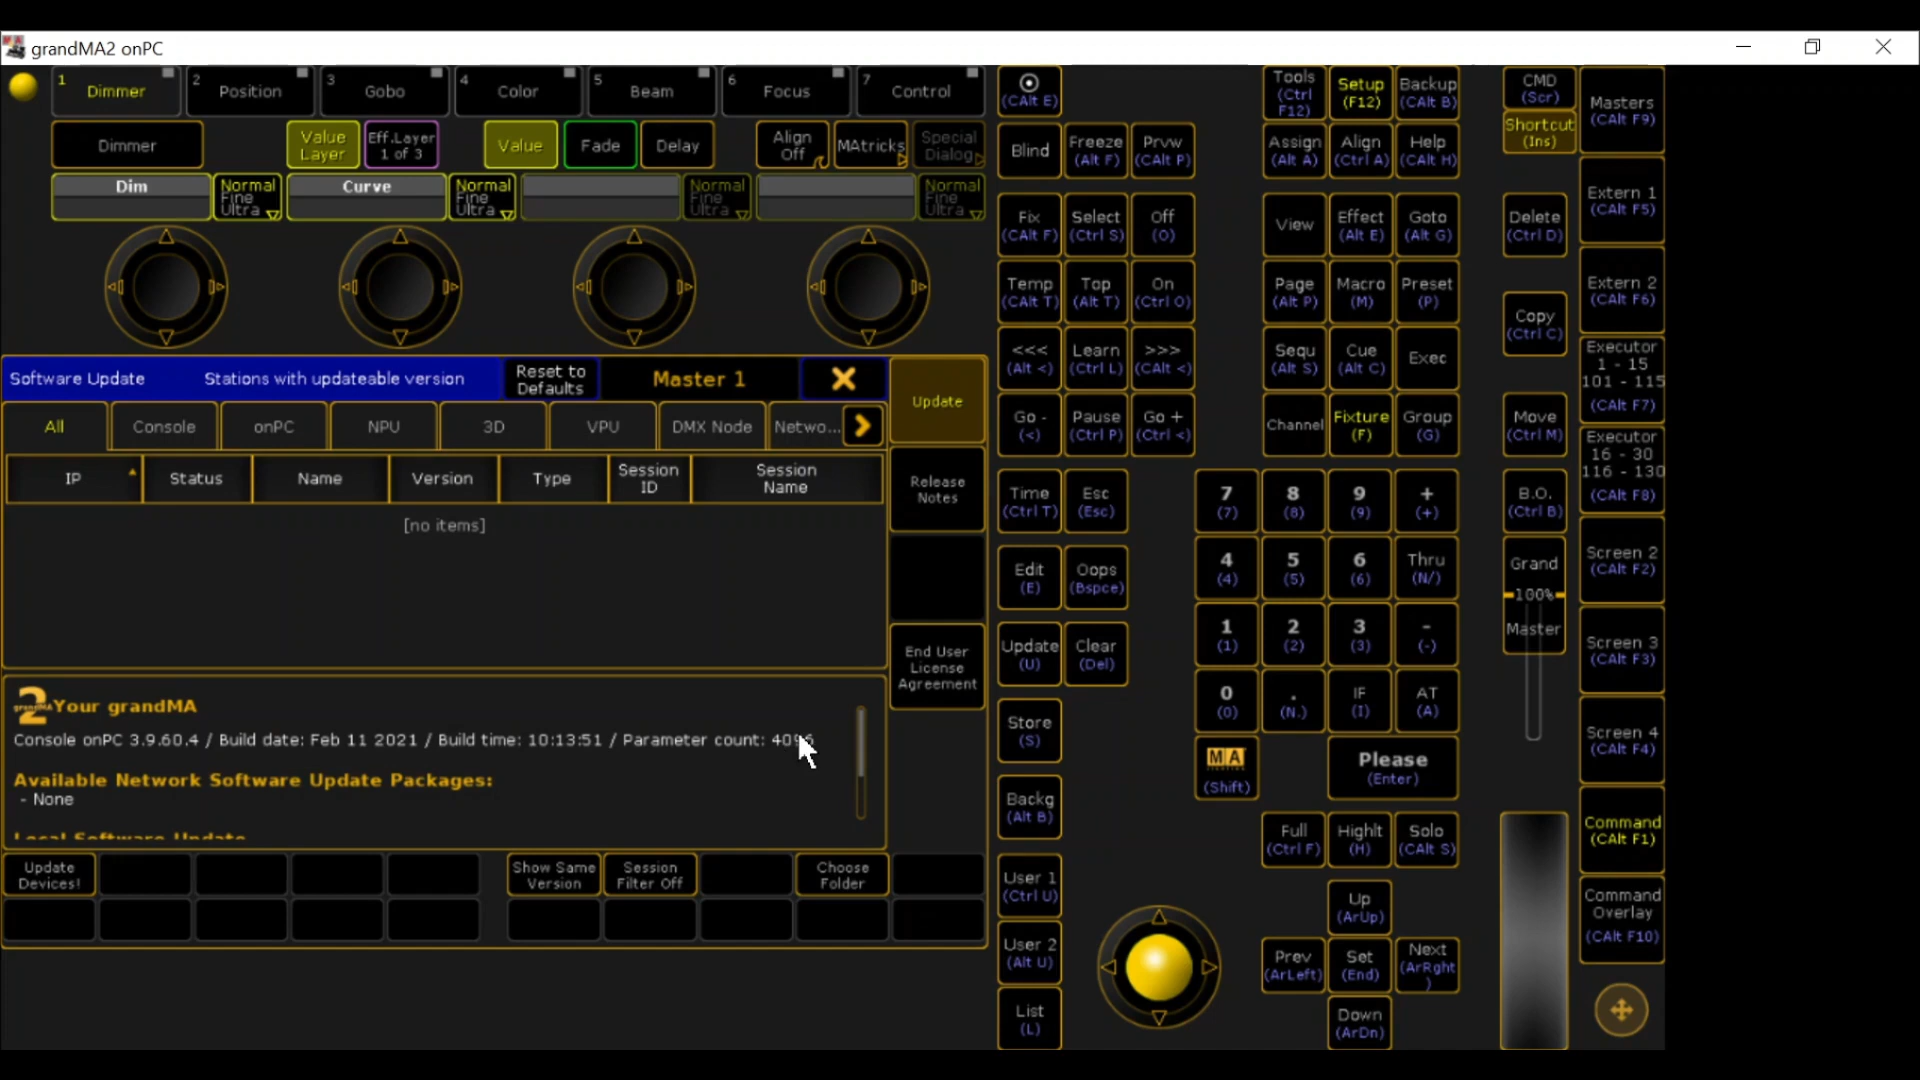 grandMA2 onPC
1 Dimmer
2 Position
3 Gobo
4 Color
5 Beam
6 Focus
7 Control
Dimmer
Value
Layer
Eff.Layer
1 of 3
Value
Fade
Delay
Align
Off
MAtricks
Special
Dialog
Dim
Normal
Fine
Ultra
Curve
Normal
Fine
Ultra
Normal
Fine
Ultra
Normal
Fine
Ultra
Software Update
Stations with updateable version
Reset to
Defaults
Master 1
All
Console
onPC
NPU
3D
VPU
DMX Node
Netwo...
IP
Status
Name
Version
Type
Session
ID
Session
Name
[no items]
Update
Release
Notes
End User
License
Agreement
2 Your grandMA
Console onPC 3.9.60.4 / Build date: Feb 11 2021 / Build time: 10:13:51 / Parameter count: 4096
Available Network Software Update Packages:
- None
Local Software Update
Update
Devices!
Show Same
Version
Session
Filter Off
Choose
Folder
(CAlt E)
Blind
Freeze
(Alt F)
Prvw
(CAlt P)
Fix
(CAlt F)
Select
(Ctrl S)
Off
(O)
Temp
(CAlt T)
Top
(Alt T)
On
(Ctrl O)
<<<
(Alt <)
Learn
(Ctrl L)
>>>
(CAlt <)
Go -
(<)
Pause
(Ctrl P)
Go +
(Ctrl <)
Time
(Ctrl T)
Esc
(Esc)
Edit
(E)
Oops
(Bspce)
Update
(U)
Clear
(Del)
Store
(S)
Backg
(Alt B)
User 1
(Ctrl U)
User 2
(Alt U)
List
(L)
Tools
(Ctrl
F12)
Setup
(F12)
Backup
(CAlt B)
Assign
(Alt A)
Align
(Ctrl A)
Help
(CAlt H)
View
Effect
(Alt E)
Goto
(Alt G)
Page
(Alt P)
Macro
(M)
Preset
(P)
Sequ
(Alt S)
Cue
(Alt C)
Exec
Channel
Fixture
(F)
Group
(G)
7
(7)
8
(8)
9
(9)
+
(+)
4
(4)
5
(5)
6
(6)
Thru
(N/)
1
(1)
2
(2)
3
(3)
-
(-)
0
(0)
.
(N.)
IF
(I)
AT
(A)
MA
(Shift)
Please
(Enter)
Full
(Ctrl F)
Highlt
(H)
Solo
(CAlt S)
Up
(ArUp)
Prev
(ArLeft)
Set
(End)
Next
(ArRght
)
Down
(ArDn)
CMD
(Scr)
Shortcut
(Ins)
Delete
(Ctrl D)
Copy
(Ctrl C)
Move
(Ctrl M)
B.O.
(Ctrl B)
Grand
100%
Master
Masters
(CAlt F9)
Extern 1
(CAlt F5)
Extern 2
(CAlt F6)
Executor
1 - 15
101 - 115
(CAlt F7)
Executor
16 - 30
116 - 130
(CAlt F8)
Screen 2
(CAlt F2)
Screen 3
(CAlt F3)
Screen 4
(CAlt F4)
Command
(CAlt F1)
Command
Overlay
(CAlt F10)